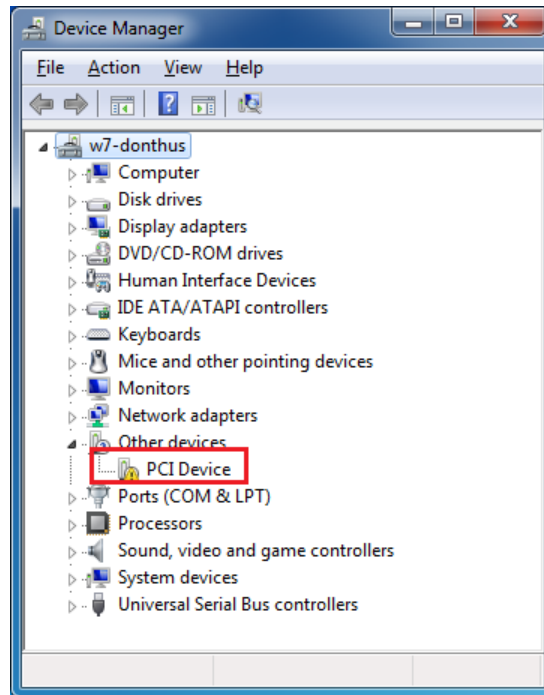 Device Manager
File Action View Help
w7-donthus
Computer
Disk drives
Display adapters
DVD/CD-ROM drives
Human Interface Devices
IDE ATA/ATAPI controllers
Keyboards
Mice and other pointing devices
Monitors
Network adapters
Other devices
PCI Device
Ports (COM & LPT)
Processors
Sound, video and game controllers
System devices
Universal Serial Bus controllers